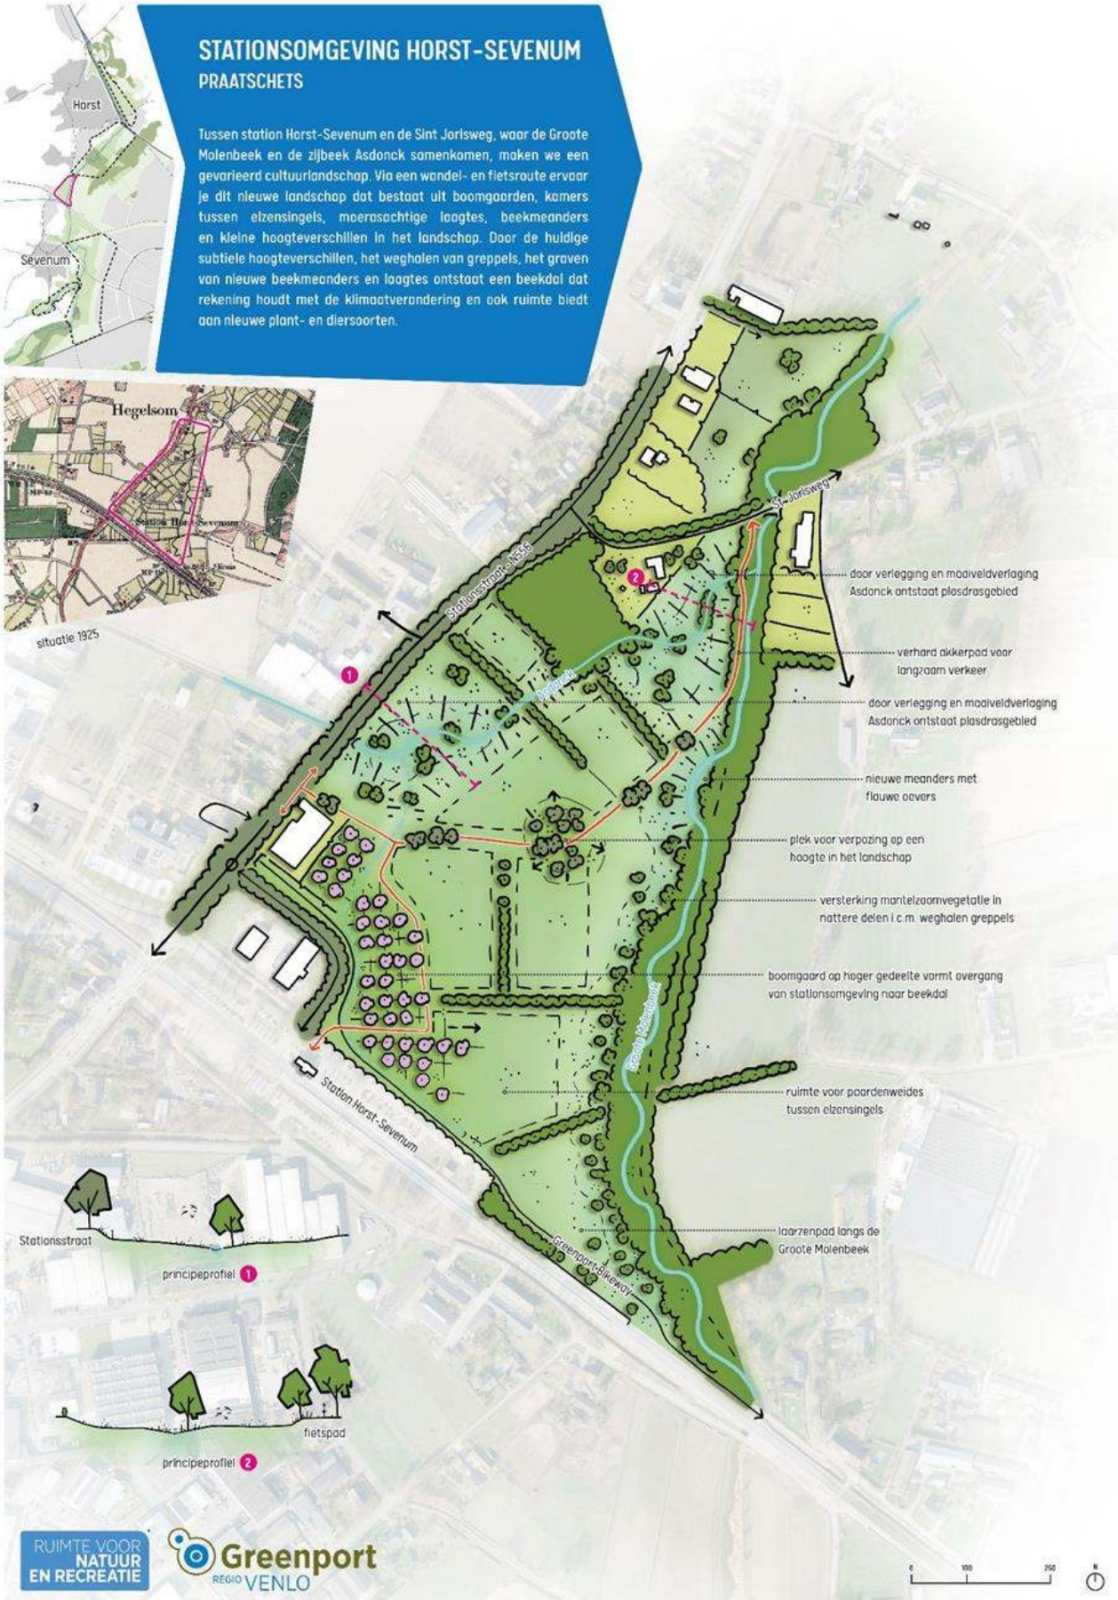 STATIONSOMGEVING HORST-SEVENUM
PRAATSCHETS
Tussen station Horst-Sevenum en de Sint Jorisweg, waar de Groote
Molenbeek en de zijbeek Asdonck samenkomen, maken we een
gevarieerd cultuurlandschap. Via een wandel- en fietsroute ervaar
je dit nieuwe landschap dat bestaat uit boomgaarden, kamers
tussen elzensingels, moerasachtige laagtes, beekmeanders
en kleine hoogteverschillen in het landschap. Door de huidige
subtiele hoogteverschillen, het weghalen van greppels, het graven
van nieuwe beekmeanders en laagtes ontstaat een beekdal dat
rekening houdt met de klimaatverandering en ook ruimte biedt
aan nieuwe plant- en diersoorten.
Horst
Sevenum
Hegelsom
Station Horst-Sevenum
situatie 1925
Stationsstraat - N556
St-Jorisweg
2
1
Asdonck
door verlegging en maaiveldverlaging
Asdonck ontstaat plasdrasgebied
verhard akkerpad voor
langzaam verkeer
door verlegging en maaiveldverlaging
Asdonck ontstaat plasdrasgebied
nieuwe meanders met
flauwe oevers
plek voor verpozing op een
hoogte in het landschap
versterking mantelzoomvegetatie in
nattere delen i.c.m. weghalen greppels
boomgaard op hoger gedeelte vormt overgang
van stationsomgeving naar beekdal
Groote Molenbeek
ruimte voor paardenweides
tussen elzensingels
Station Horst-Sevenum
laarzenpad langs de
Groote Molenbeek
Greenport Bikeway
Stationsstraat
principeprofiel 1
fietspad
principeprofiel 2
RUIMTE VOOR
NATUUR
EN RECREATIE
Greenport
REGIO VENLO
0 100 250
N